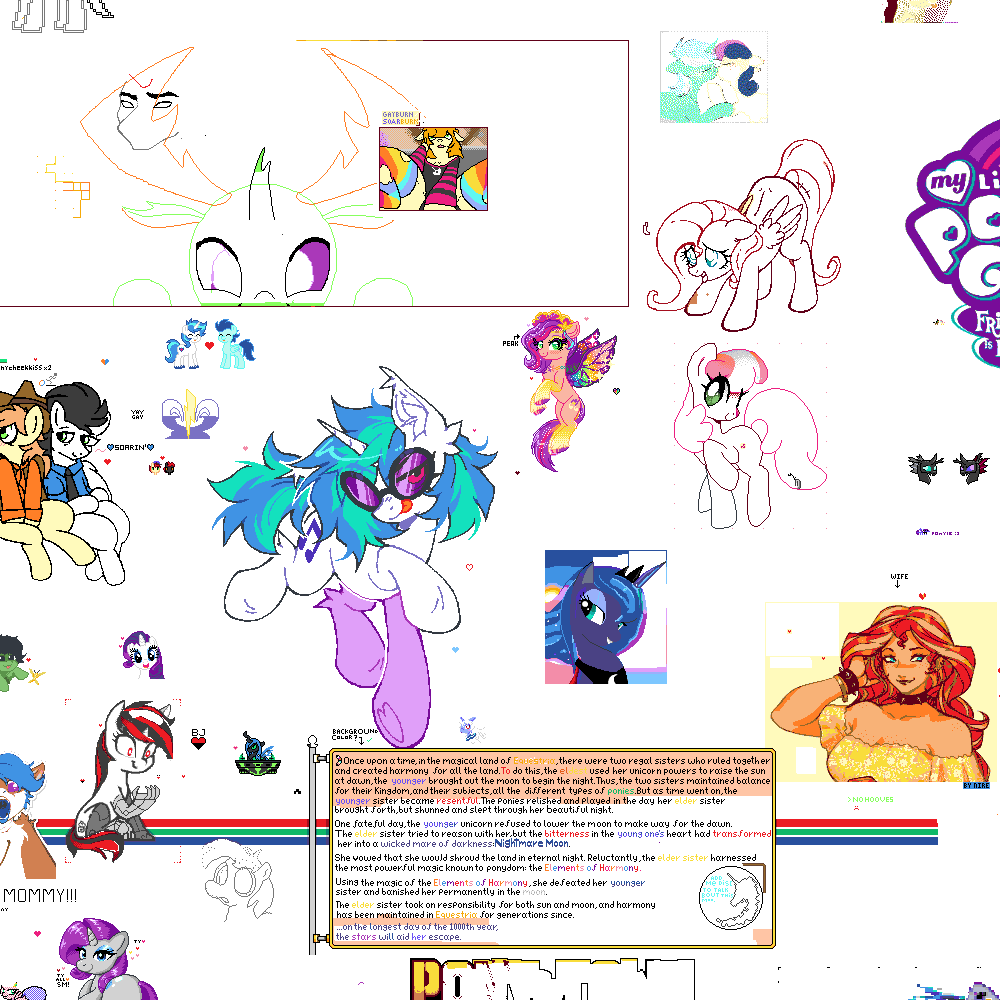 GAYBURN
SOARBURN
my Li
PO
FRI
is
PEAK
nycheekkiss x2
YAY
GAY
SOARIN'
PONYIE :3
WIFE
BJ
BACKGROUND
COLOR?
Once upon a time, in the magical land of Equestria, there were two regal sisters who ruled together
and created harmony for all the land. To do this, the el used her unicorn powers to raise the sun
at dawn, the younger brought out the moon to begin the night. Thus, the two sisters maintained balance
for their Kingdom, and their subjects, all the different types of ponies. But as time went on, the
younger sister became resentful. The Ponies relished and played in the day her elder sister
brought forth, but shunned and slept through her beautiful night.
One fateful day, the younger unicorn refused to lower the moon to make way for the dawn.
The elder sister tried to reason with her, but the bitterness in the young one's heart had transformed
her into a wicked mare of darkness: Nightmare Moon.
She vowed that she would shroud the land in eternal night. Reluctantly, the elder sister harnessed
the most powerful magic known to ponydom: the Elements of Harmony.
Using the magic of the Elements of Harmony, she defeated her younger
sister and banished her permanently in the moon.
The elder sister took on responsibility for both sun and moon, and harmony
has been maintained in Equestria for generations since.
...on the longest day of the 1000th year,
the stars will aid her escape.
BY NIRE
>NO HOOVES
MOMMY!!!
TY
TY
ALL
SM!